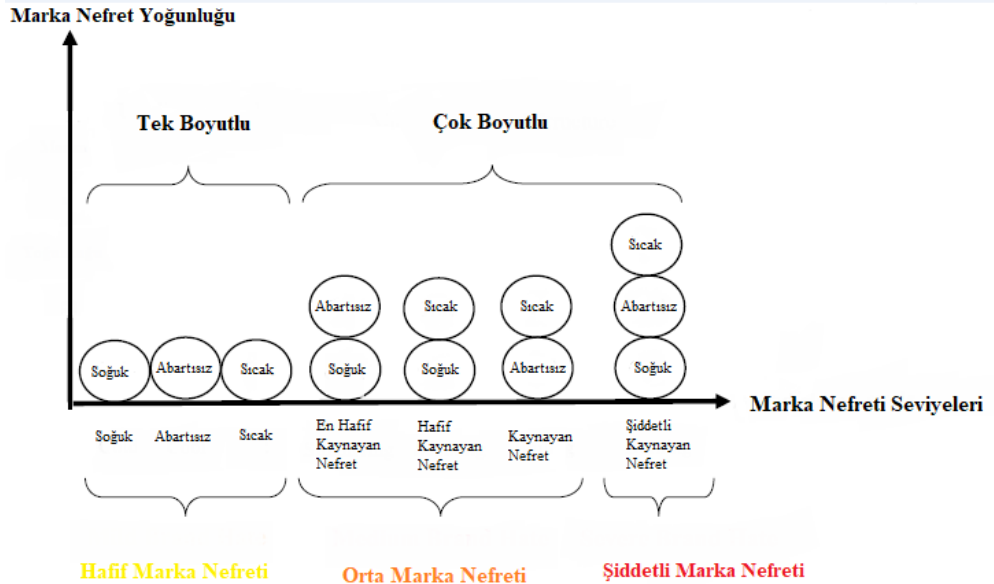 Marka Nefret Yoğunluğu
Tek Boyutlu
Çok Boyutlu
Sıcak
Abartısız
Sıcak
Sıcak
Abartısız
Soğuk
Abartısız
Sıcak
Soğuk
Soğuk
Abartısız
Soğuk
Marka Nefreti Seviyeleri
Soğuk
Abartısız
Sıcak
En Hafif
Kaynayan
Nefret
Hafif
Kaynayan
Nefret
Kaynayan
Nefret
Şiddetli
Kaynayan
Nefret
Hafif Marka Nefreti
Orta Marka Nefreti
Şiddetli Marka Nefreti